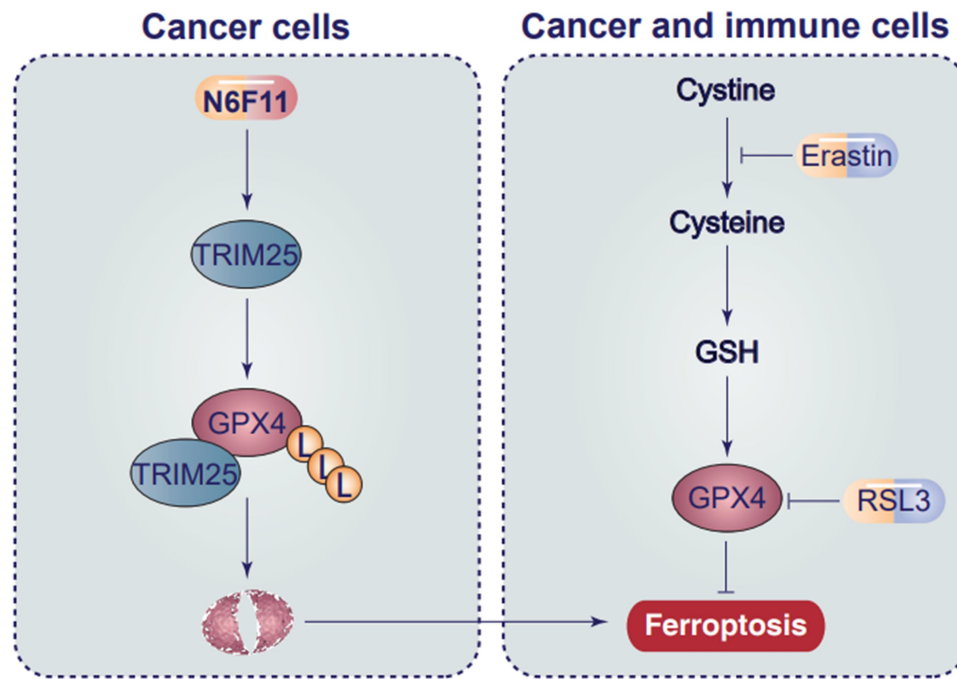 Cancer cells
N6F11
TRIM25
GPX4
TRIM25
L
L
L
Cancer and immune cells
Cystine
Erastin
Cysteine
GSH
GPX4
RSL3
Ferroptosis